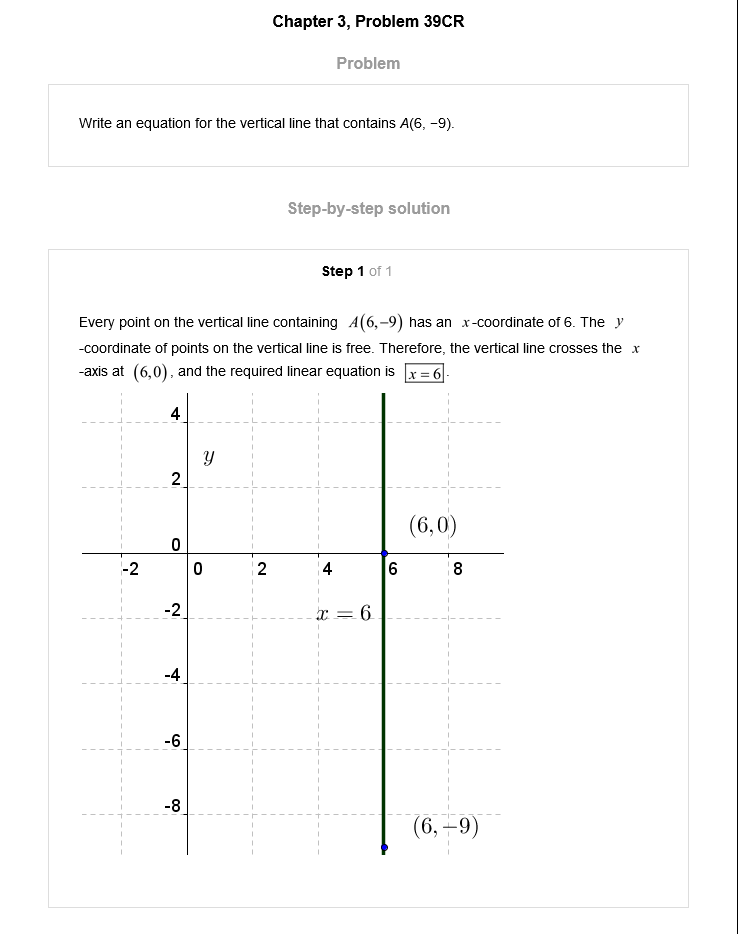 Chapter 3, Problem 39CR
Problem
Write an equation for the vertical line that contains A(6, −9).
Step-by-step solution
Step 1 of 1
Every point on the vertical line containing A(6,−9) has an x-coordinate of 6. The y
-coordinate of points on the vertical line is free. Therefore, the vertical line crosses the x
-axis at (6,0), and the required linear equation is x = 6.
4
y
2
(6,0)
0
-2 0 2 4 6 8
-2 x = 6
-4
-6
-8
(6,−9)